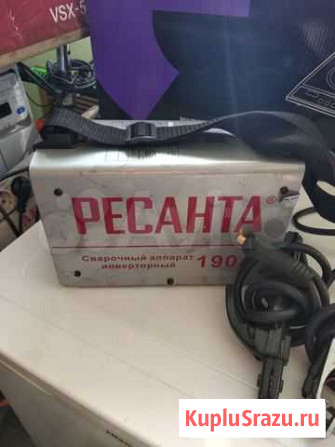 VSX-5
РЕСАНТА®
Сварочный аппарат
инверторный 190
KupluSrazu.ru